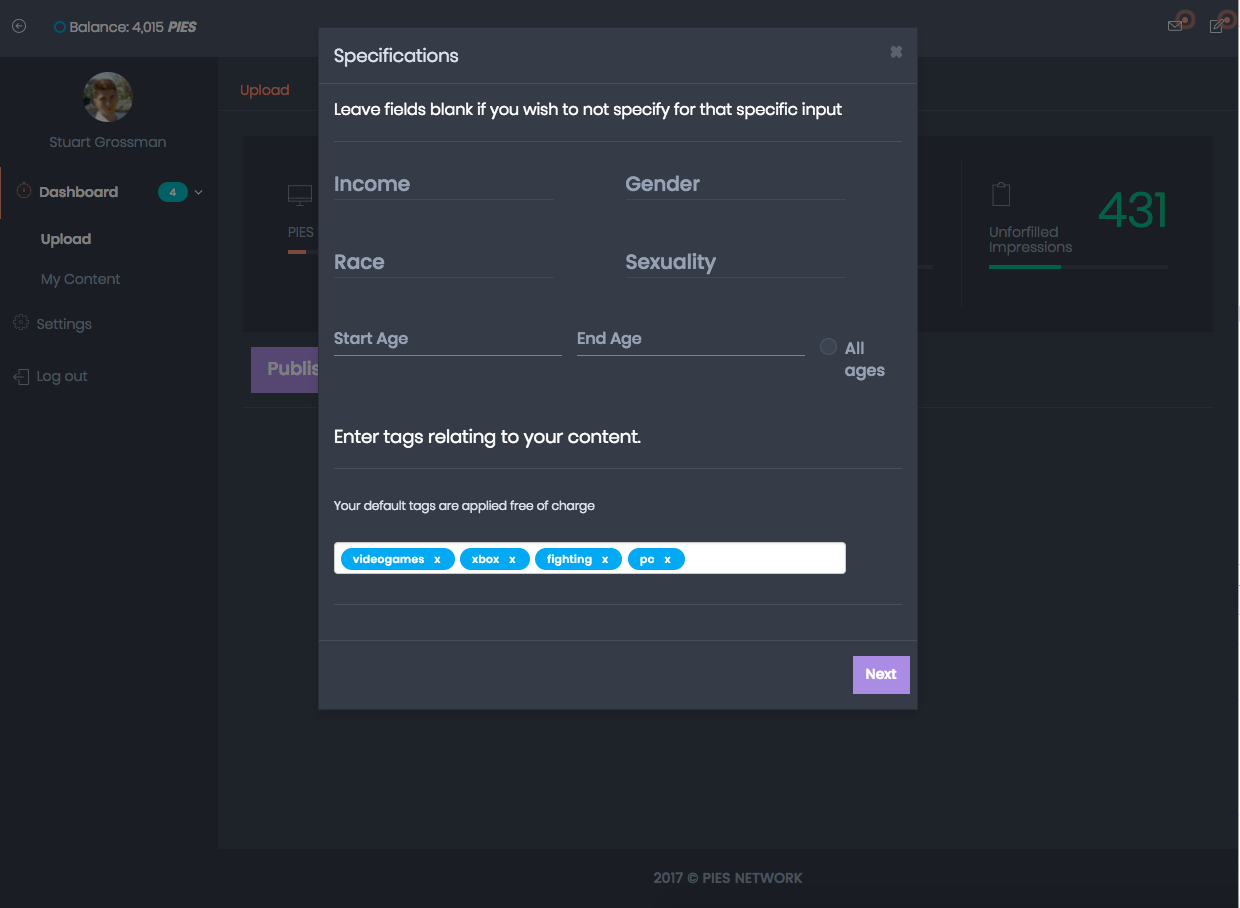 Balance: 4,015 PIES
Specifications
✖
Stuart Grossman
Upload
Leave fields blank if you wish to not specify for that specific input
Dashboard 4
Income Gender
431
Upload
PIES
Unforfilled
Impressions
My Content
Race Sexuality
Settings
Start Age End Age
All
ages
Publis
Log out
Enter tags relating to your content.
Your default tags are applied free of charge
videogames x xbox x fighting x pc x
Next
2017 © PIES NETWORK